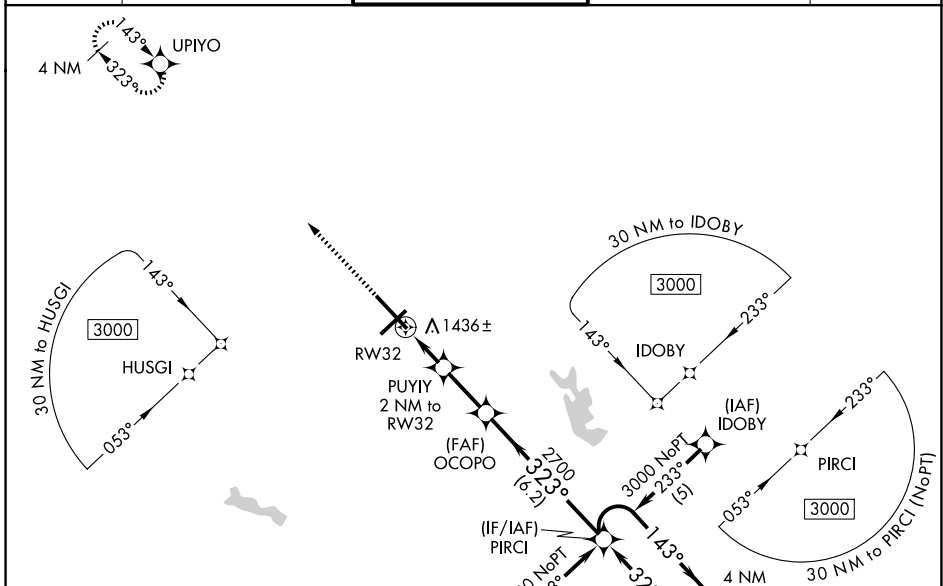 143°
UPIYO
4 NM
323°
30 NM to IDOBY
3000
143°
233°
IDOBY
143°
30 NM to HUSGI
3000
HUSGI
053°
1436±
RW32
PUYIY
2 NM to
RW32
(FAF)
OCOPO
2700
323°
(6.2)
(IAF)
IDOBY
3000 NoPT
233°
(5)
233°
PIRCI
053°
3000
30 NM to PIRCI (NoPT)
(IF/IAF)
PIRCI
143°
4 NM
NoPT